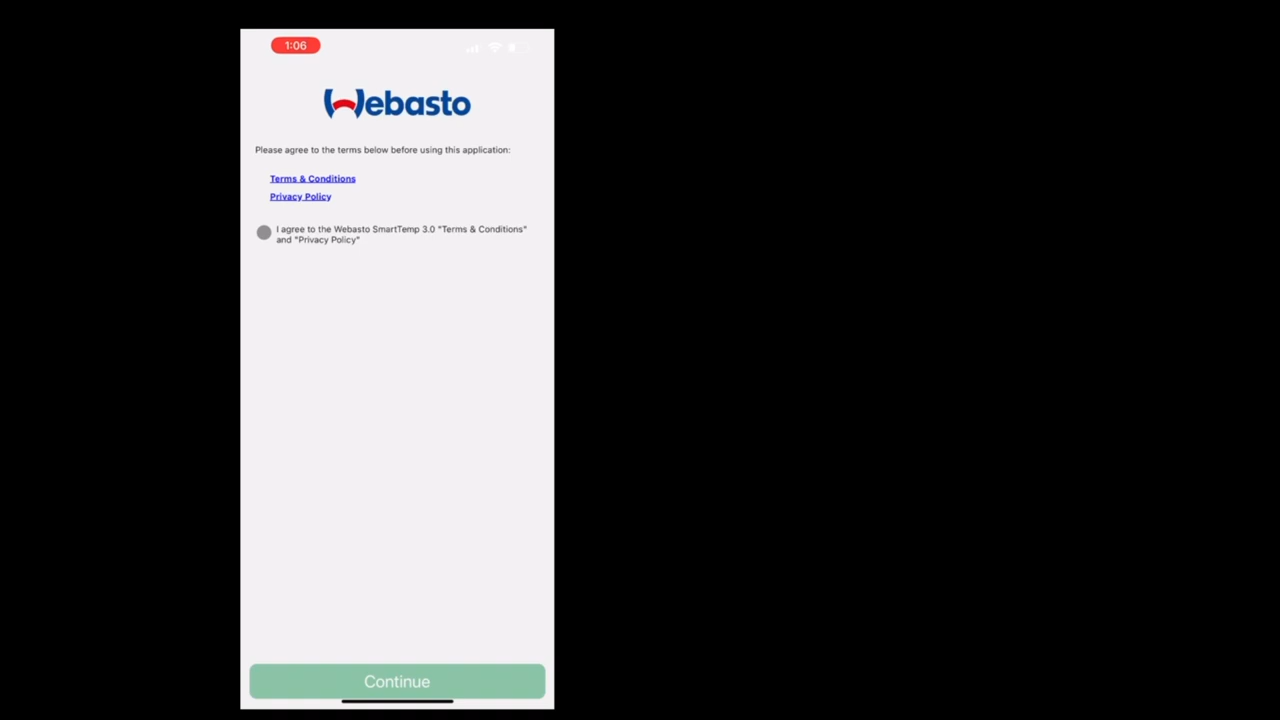 1:06
Webasto
Please agree to the terms below before using this application:
Terms & Conditions
Privacy Policy
I agree to the Webasto SmartTemp 3.0 "Terms & Conditions"
and "Privacy Policy"
Continue